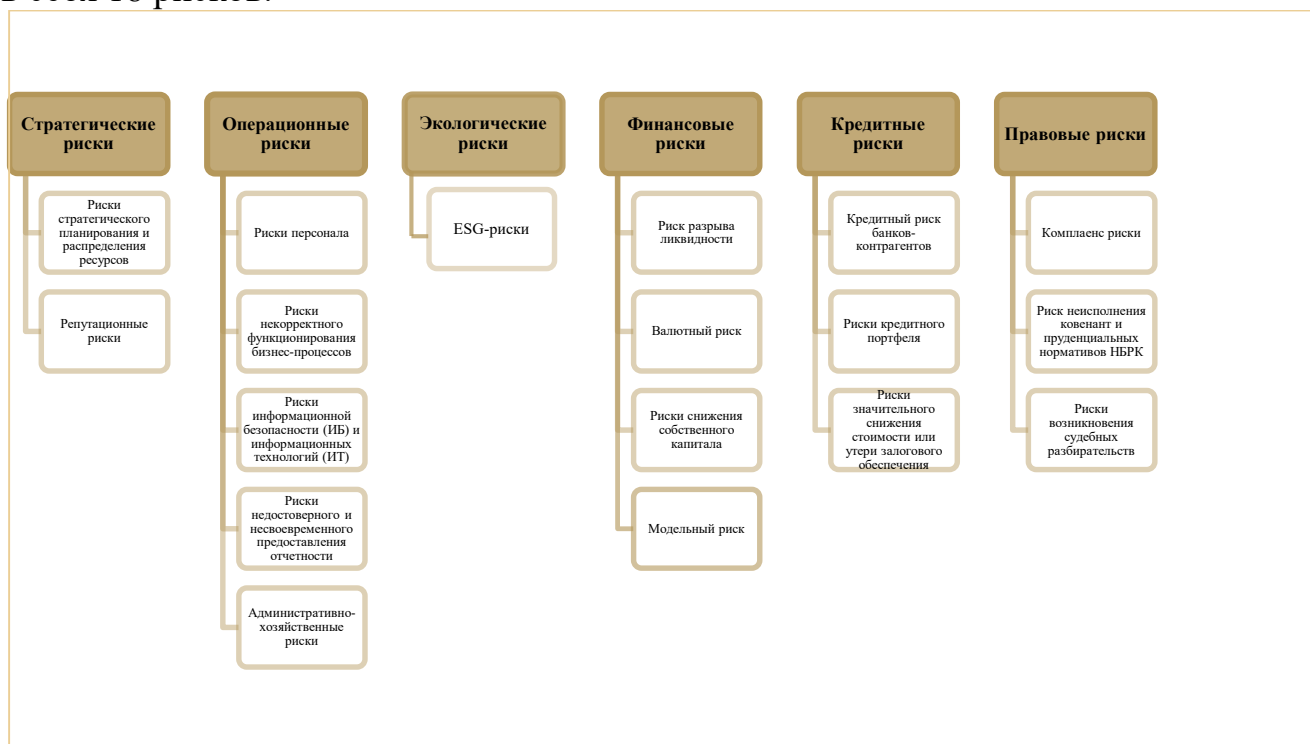 в себя 18 рисков:
Стратегические
риски
Риски
стратегического
планирования и
распределения
ресурсов
Репутационные
риски
Операционные
риски
Риски персонала
Риски
некорректного
функционирования
бизнес-процессов
Риски
информационной
безопасности (ИБ) и
информационных
технологий (ИТ)
Риски
недостоверного и
несвоевременного
предоставления
отчетности
Административно-
хозяйственные
риски
Экологические
риски
ESG-риски
Финансовые
риски
Риск разрыва
ликвидности
Валютный риск
Риски снижения
собственного
капитала
Модельный риск
Кредитные
риски
Кредитный риск
банков-
контрагентов
Риски кредитного
портфеля
Риски
значительного
снижения
стоимости или
утери залогового
обеспечения
Правовые риски
Комплаенс риски
Риск неисполнения
ковенант и
пруденциальных
нормативов НБРК
Риски
возникновения
судебных
разбирательств